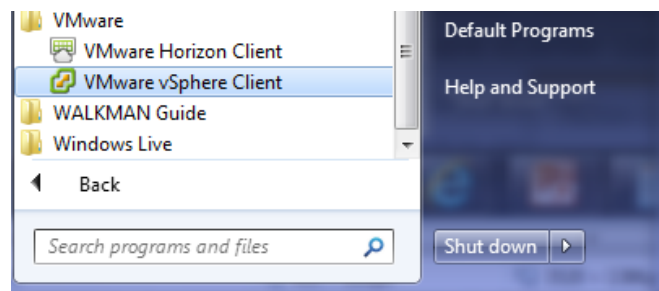 VMware
VMware Horizon Client
VMware vSphere Client
WALKMAN Guide
Windows Live
Back
Search programs and files
Default Programs
Help and Support
Shut down